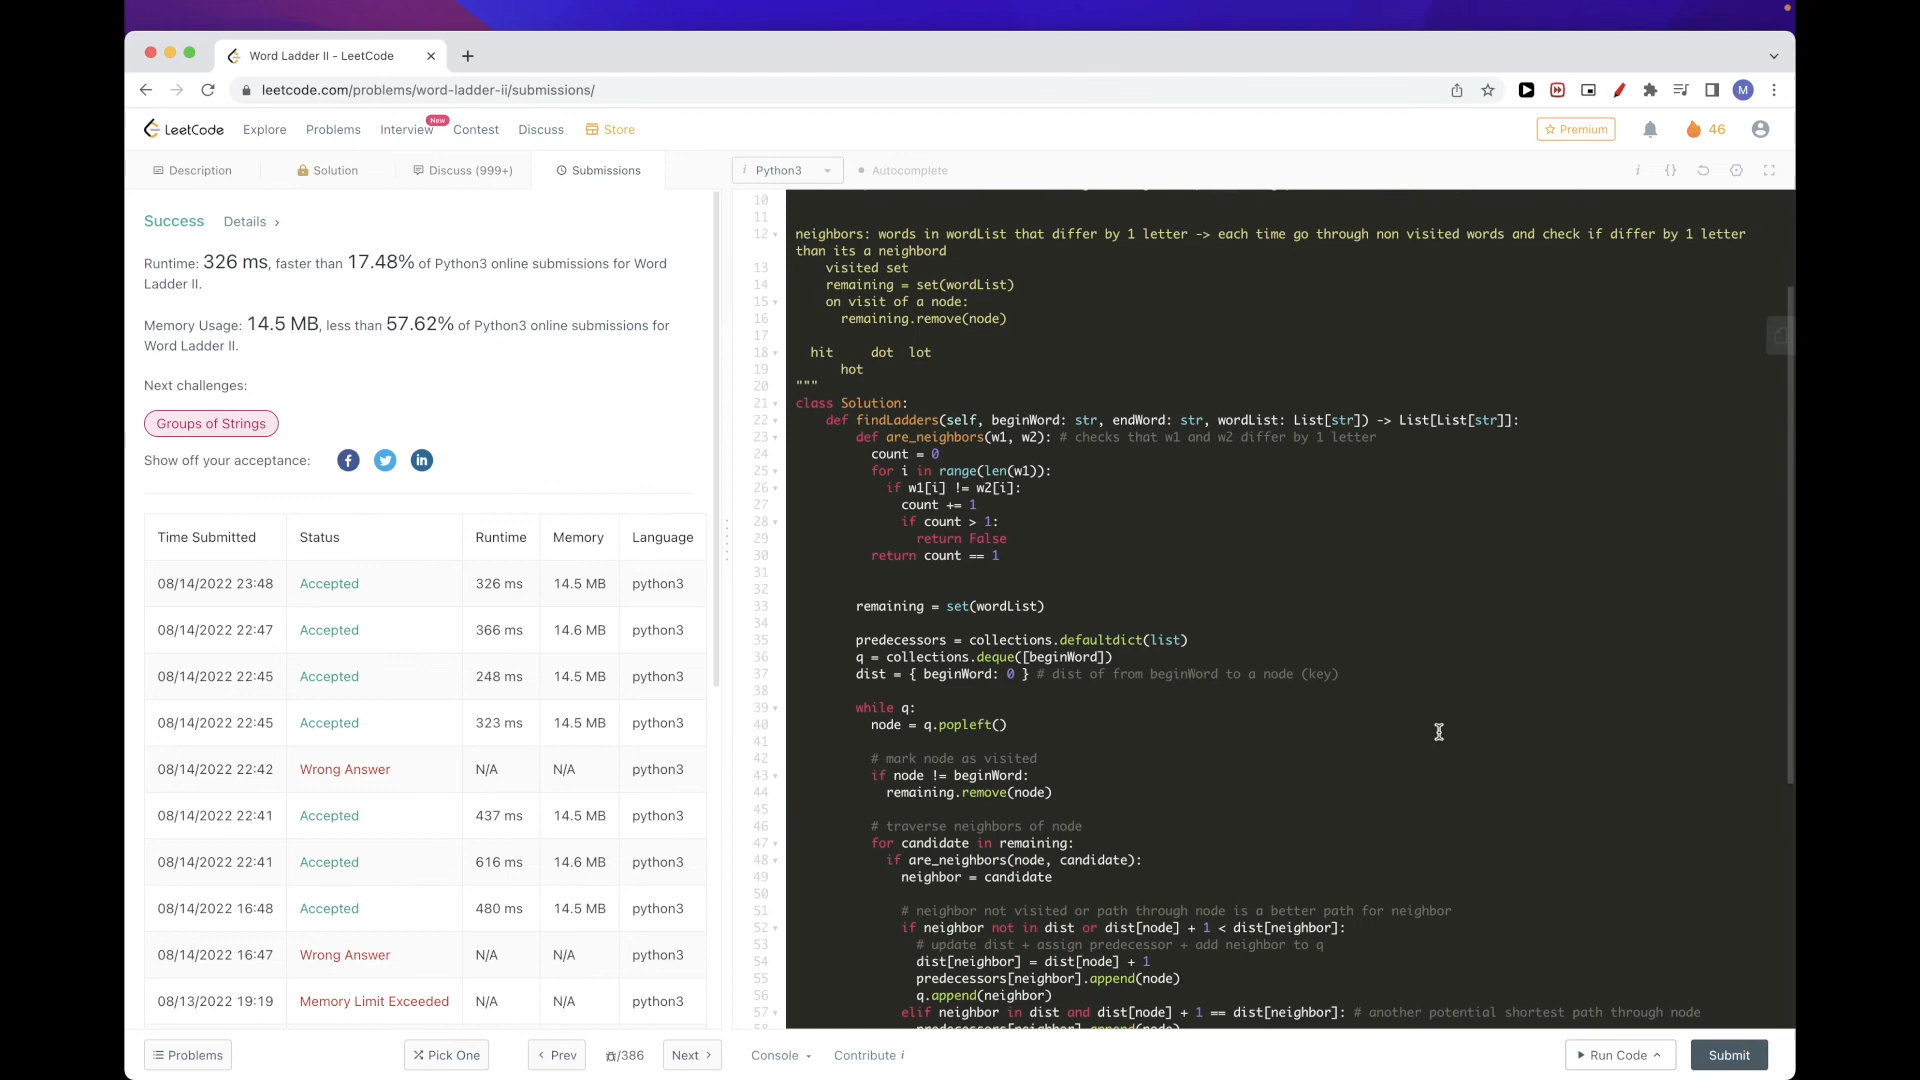 Word Ladder II - LeetCode
leetcode.com/problems/word-ladder-ii/submissions/
M
LeetCode
Explore
Problems
Interview
New
Contest
Discuss
Store
Premium
46
Description
Solution
Discuss (999+)
Submissions
i Python3
Autocomplete
Success
Details
Runtime: 326 ms, faster than 17.48% of Python3 online submissions for Word
Ladder II.
Memory Usage: 14.5 MB, less than 57.62% of Python3 online submissions for
Word Ladder II.
Next challenges:
Groups of Strings
Show off your acceptance:
Time Submitted Status Runtime Memory Language
08/14/2022 23:48 Accepted 326 ms 14.5 MB python3
08/14/2022 22:47 Accepted 366 ms 14.6 MB python3
08/14/2022 22:45 Accepted 248 ms 14.5 MB python3
08/14/2022 22:45 Accepted 323 ms 14.5 MB python3
08/14/2022 22:42 Wrong Answer N/A N/A python3
08/14/2022 22:41 Accepted 437 ms 14.5 MB python3
08/14/2022 22:41 Accepted 616 ms 14.6 MB python3
08/14/2022 16:48 Accepted 480 ms 14.5 MB python3
08/14/2022 16:47 Wrong Answer N/A N/A python3
08/13/2022 19:19 Memory Limit Exceeded N/A N/A python3
10
11
12 neighbors: words in wordList that differ by 1 letter -> each time go through non visited words and check if differ by 1 letter
than its a neighbord
13 visited set
14 remaining = set(wordList)
15 on visit of a node:
16 remaining.remove(node)
17
18 hit dot lot
19 hot
20 """
21 class Solution:
22 def findLadders(self, beginWord: str, endWord: str, wordList: List[str]) -> List[List[str]]:
23 def are_neighbors(w1, w2): # checks that w1 and w2 differ by 1 letter
24 count = 0
25 for i in range(len(w1)):
26 if w1[i] != w2[i]:
27 count += 1
28 if count > 1:
29 return False
30 return count == 1
31
32
33 remaining = set(wordList)
34
35 predecessors = collections.defaultdict(list)
36 q = collections.deque([beginWord])
37 dist = { beginWord: 0 } # dist of from beginWord to a node (key)
38
39 while q:
40 node = q.popleft()
41
42 # mark node as visited
43 if node != beginWord:
44 remaining.remove(node)
45
46 # traverse neighbors of node
47 for candidate in remaining:
48 if are_neighbors(node, candidate):
49 neighbor = candidate
50
51 # neighbor not visited or path through node is a better path for neighbor
52 if neighbor not in dist or dist[node] + 1 < dist[neighbor]:
53 # update dist + assign predecessor + add neighbor to q
54 dist[neighbor] = dist[node] + 1
55 predecessors[neighbor].append(node)
56 q.append(neighbor)
57 elif neighbor in dist and dist[node] + 1 == dist[neighbor]: # another potential shortest path through node
58 predecessors[neighbor].append(node)
Problems
Pick One
Prev
/386
Next
Console
Contribute i
Run Code
Submit